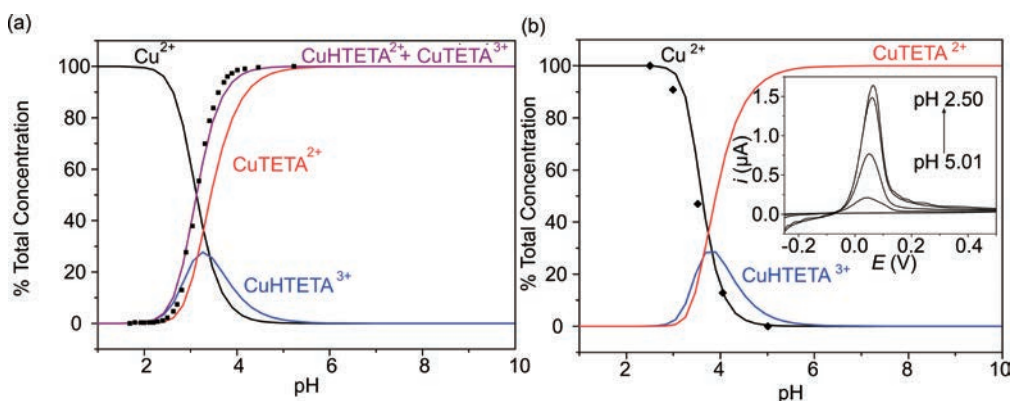 (a)
Cu²⁺
CuHTETA²⁺ + CuTETA³⁺
100
80
60
40
20
0
% Total Concentration
CuTETA²⁺
CuHTETA³⁺
2 4 6 8 10
pH
(b)
Cu²⁺
CuTETA²⁺
100
80
60
40
20
0
% Total Concentration
1.5
1.0
0.5
0.0
i (µA)
pH 2.50
pH 5.01
-0.2 0.0 0.2 0.4
E (V)
CuHTETA³⁺
2 4 6 8 10
pH